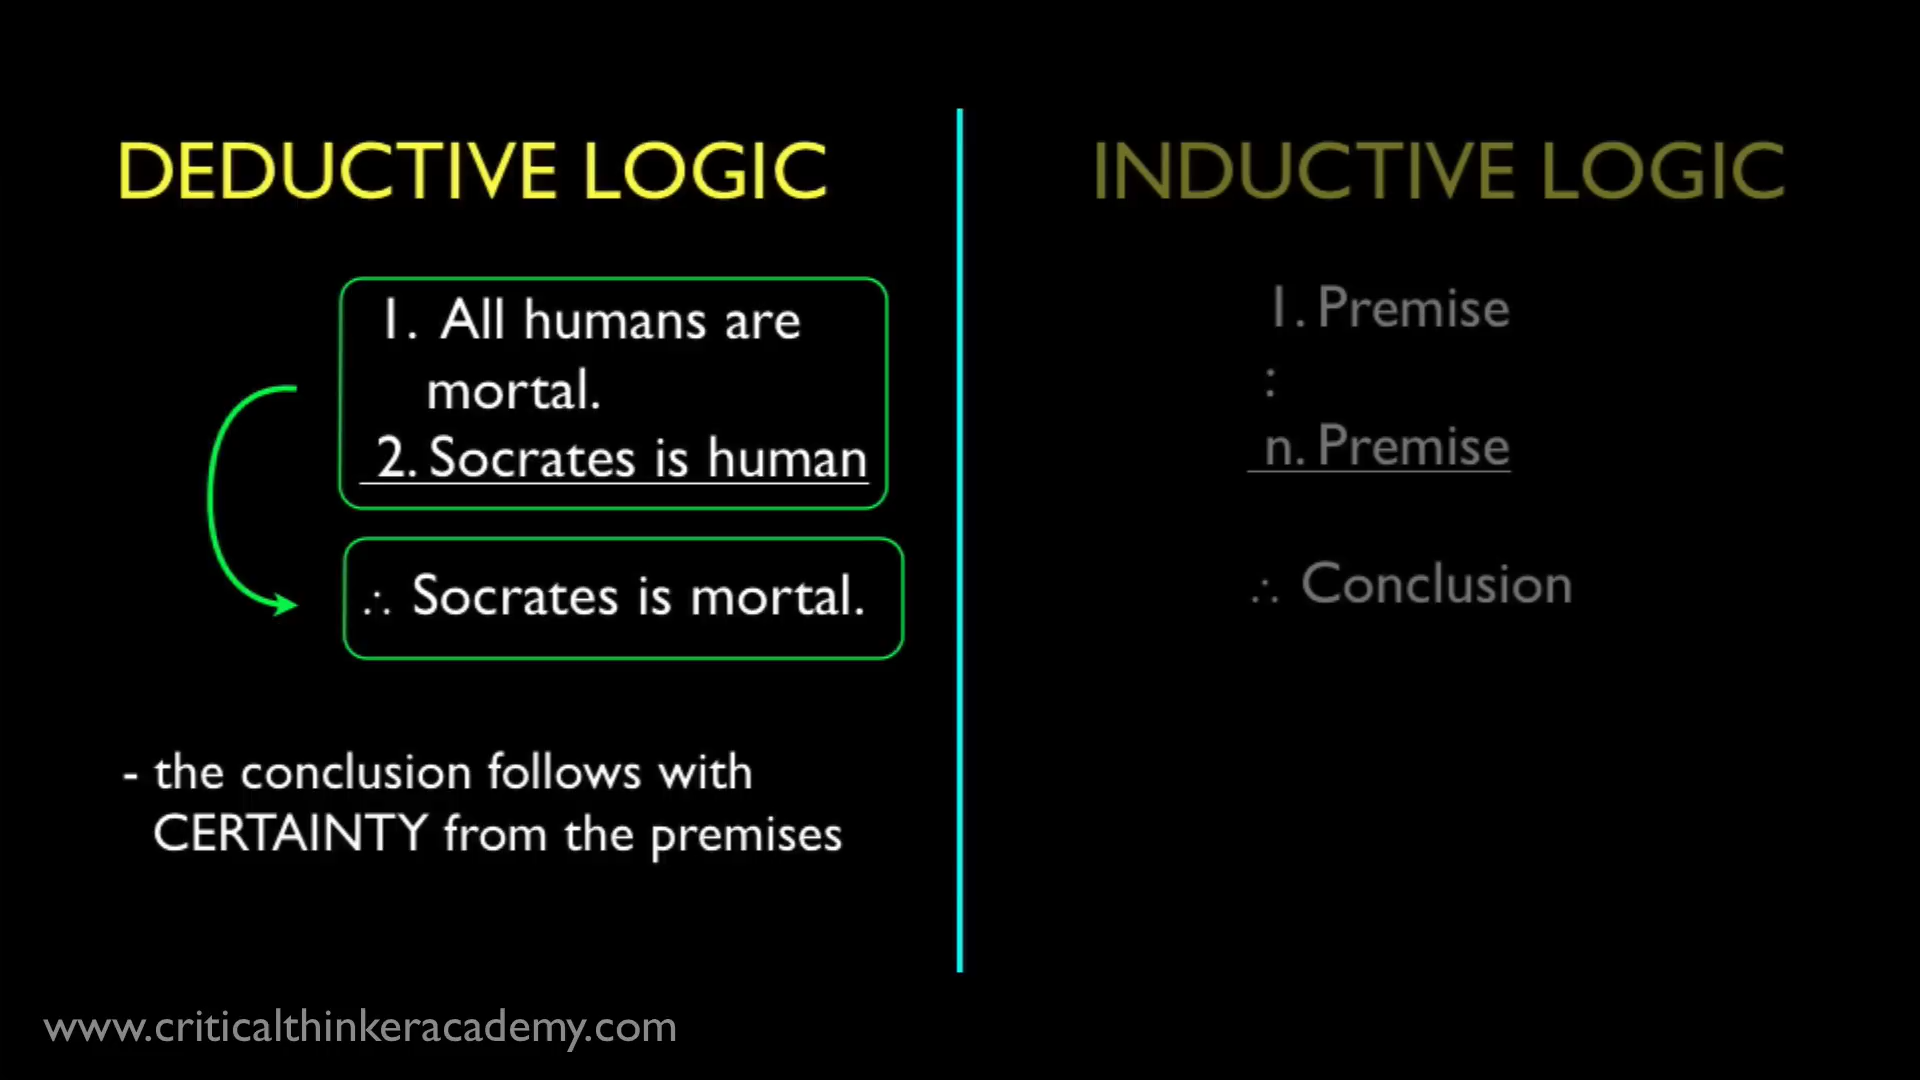 DEDUCTIVE LOGIC
1. All humans are
mortal.
2. Socrates is human
∴ Socrates is mortal.
- the conclusion follows with
CERTAINTY from the premises
INDUCTIVE LOGIC
1. Premise
:
n. Premise
∴ Conclusion
www.criticalthinkeracademy.com